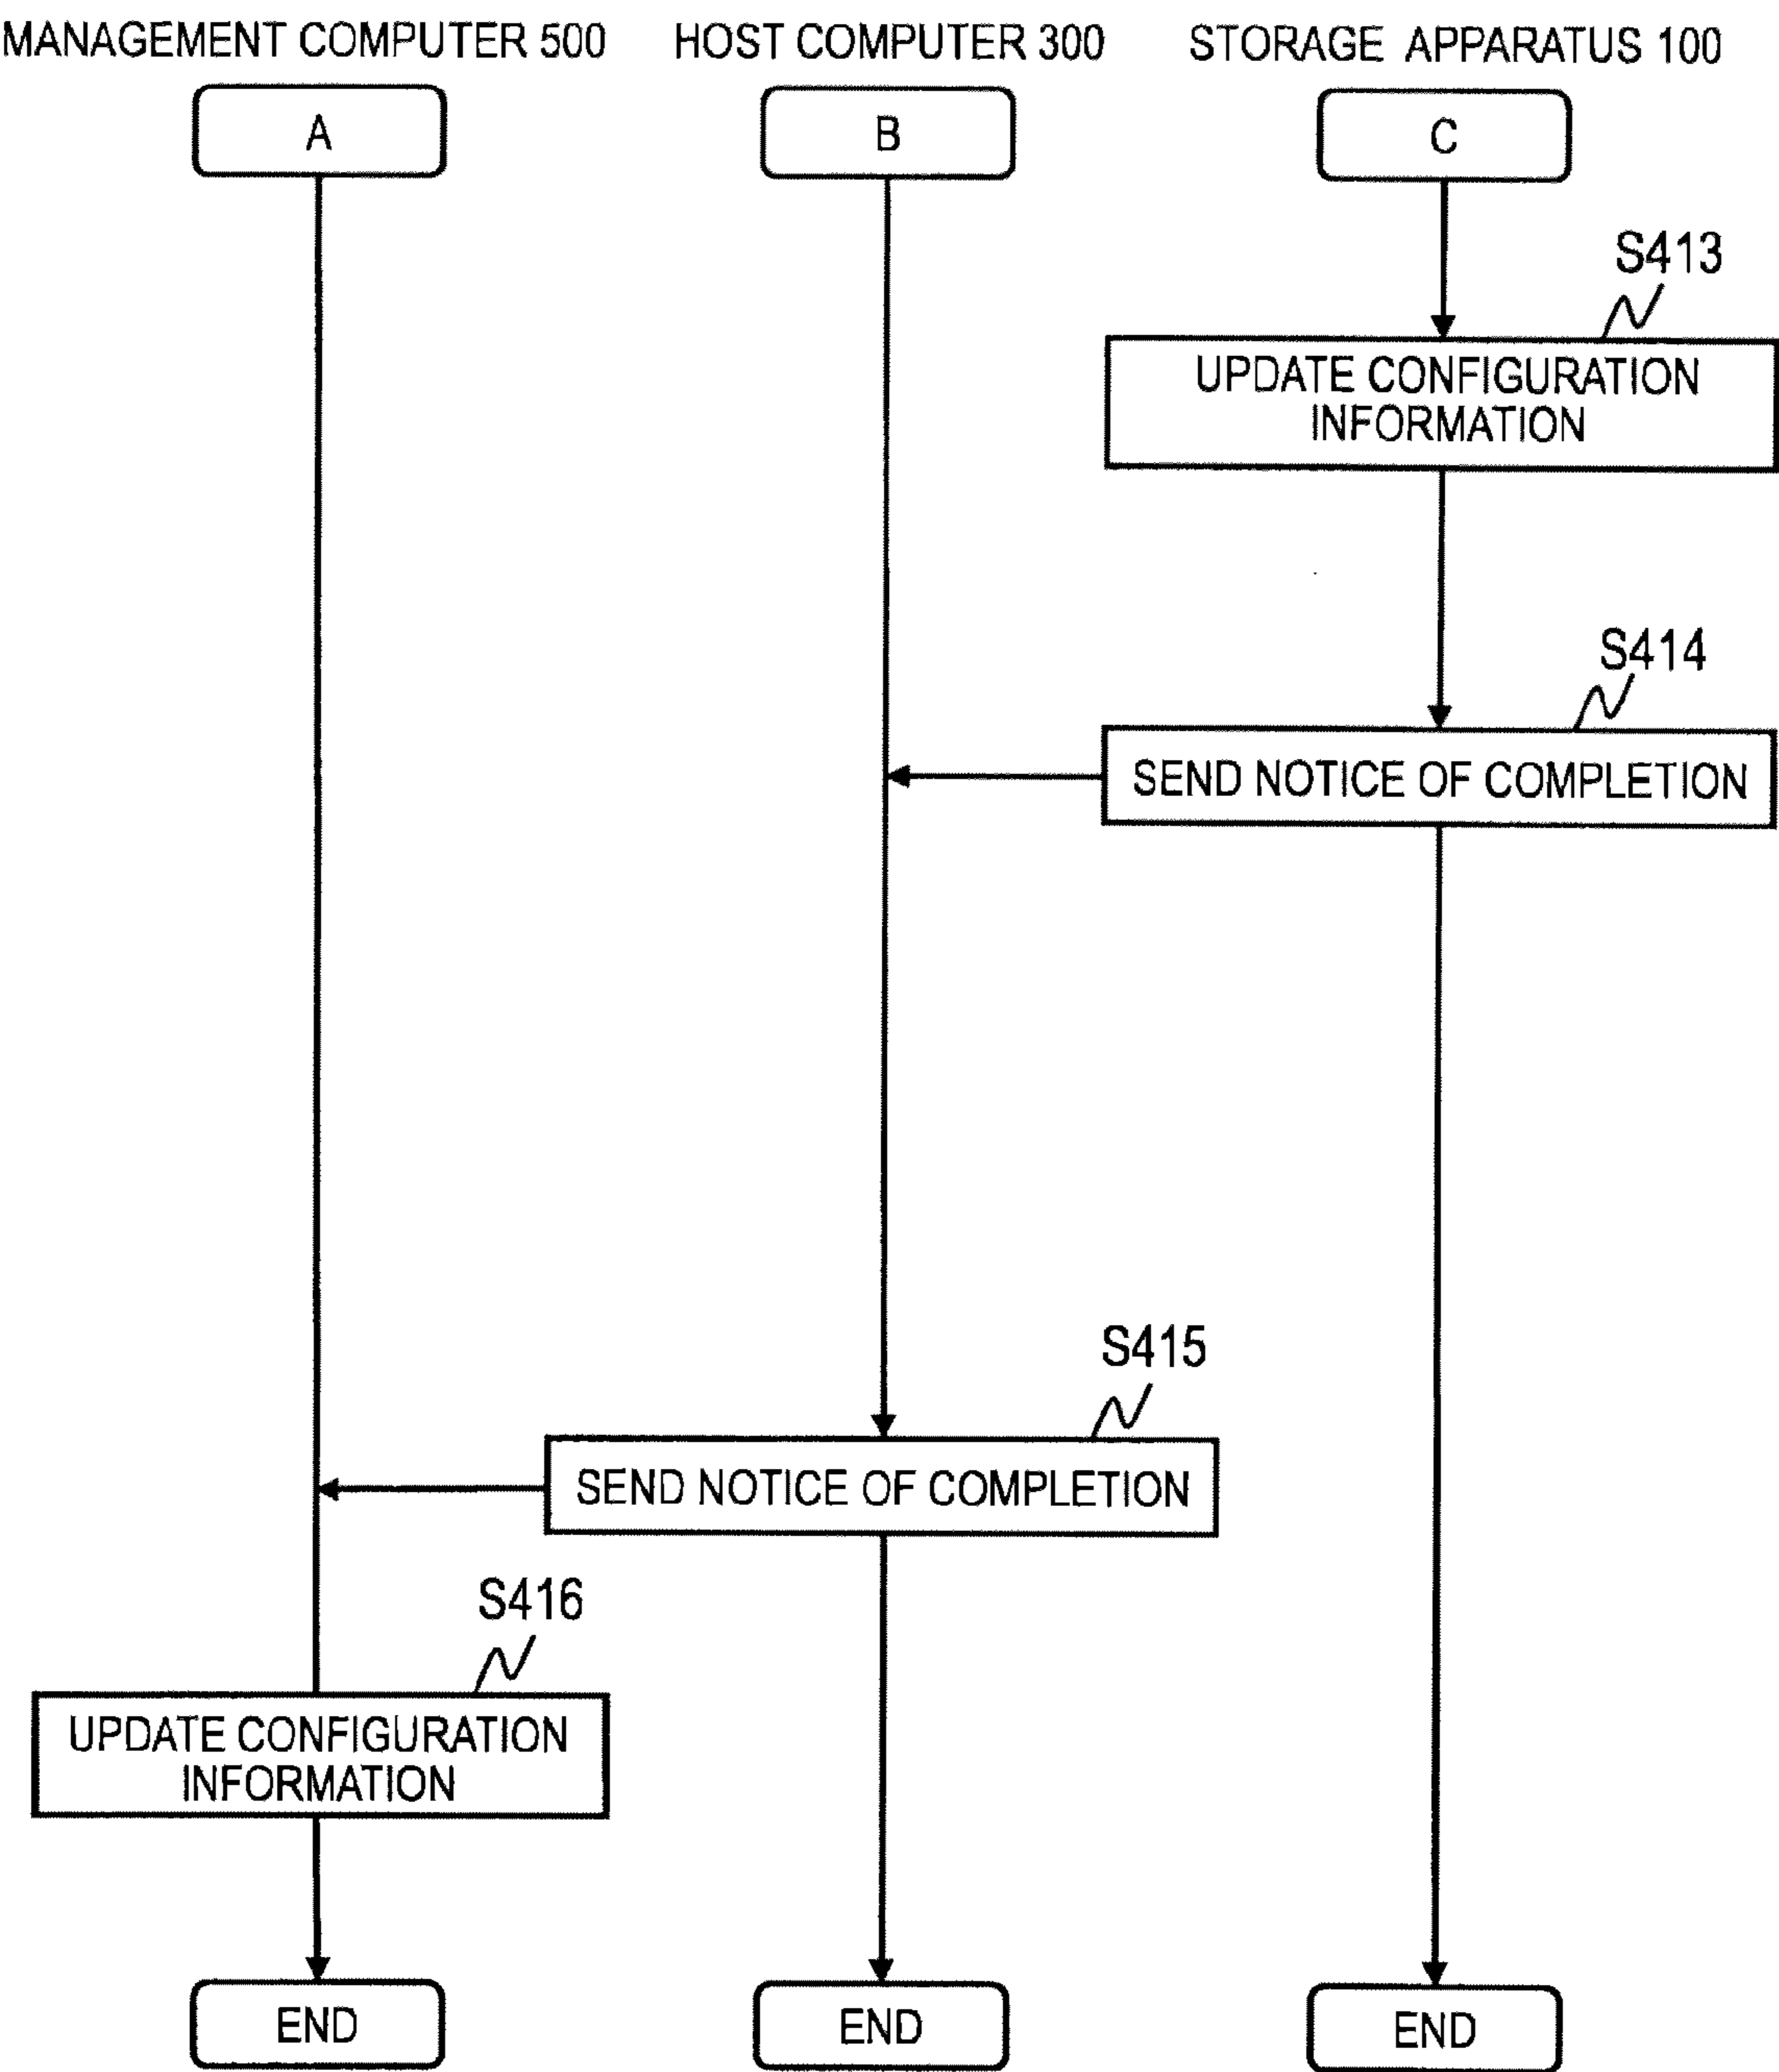 MANAGEMENT COMPUTER 500
HOST COMPUTER 300
STORAGE APPARATUS 100
A
B
C
S413
UPDATE CONFIGURATION
INFORMATION
S414
SEND NOTICE OF COMPLETION
S415
SEND NOTICE OF COMPLETION
S416
UPDATE CONFIGURATION
INFORMATION
END
END
END